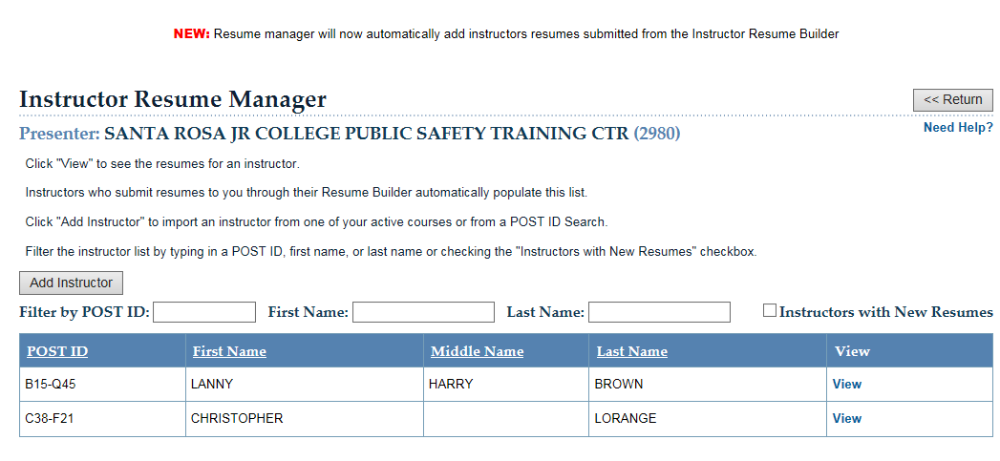 NEW: Resume manager will now automatically add instructors resumes submitted from the Instructor Resume Builder
Instructor Resume Manager
<< Return
Presenter: SANTA ROSA JR COLLEGE PUBLIC SAFETY TRAINING CTR (2980)
Need Help?
Click "View" to see the resumes for an instructor.
Instructors who submit resumes to you through their Resume Builder automatically populate this list.
Click "Add Instructor" to import an instructor from one of your active courses or from a POST ID Search.
Filter the instructor list by typing in a POST ID, first name, or last name or checking the "Instructors with New Resumes" checkbox.
Add Instructor
Filter by POST ID: First Name: Last Name: Instructors with New Resumes
POST ID First Name Middle Name Last Name View
B15-Q45 LANNY HARRY BROWN View
C38-F21 CHRISTOPHER LORANGE View